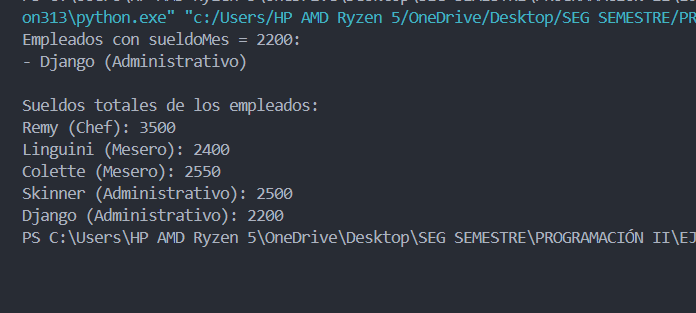 on313\python.exe" "c:/Users/HP AMD Ryzen 5/OneDrive/Desktop/SEG SEMESTRE/PR
Empleados con sueldoMes = 2200:
- Django (Administrativo)
Sueldos totales de los empleados:
Remy (Chef): 3500
Linguini (Mesero): 2400
Colette (Mesero): 2550
Skinner (Administrativo): 2500
Django (Administrativo): 2200
PS C:\Users\HP AMD Ryzen 5\OneDrive\Desktop\SEG SEMESTRE\PROGRAMACIÓN II\EJ